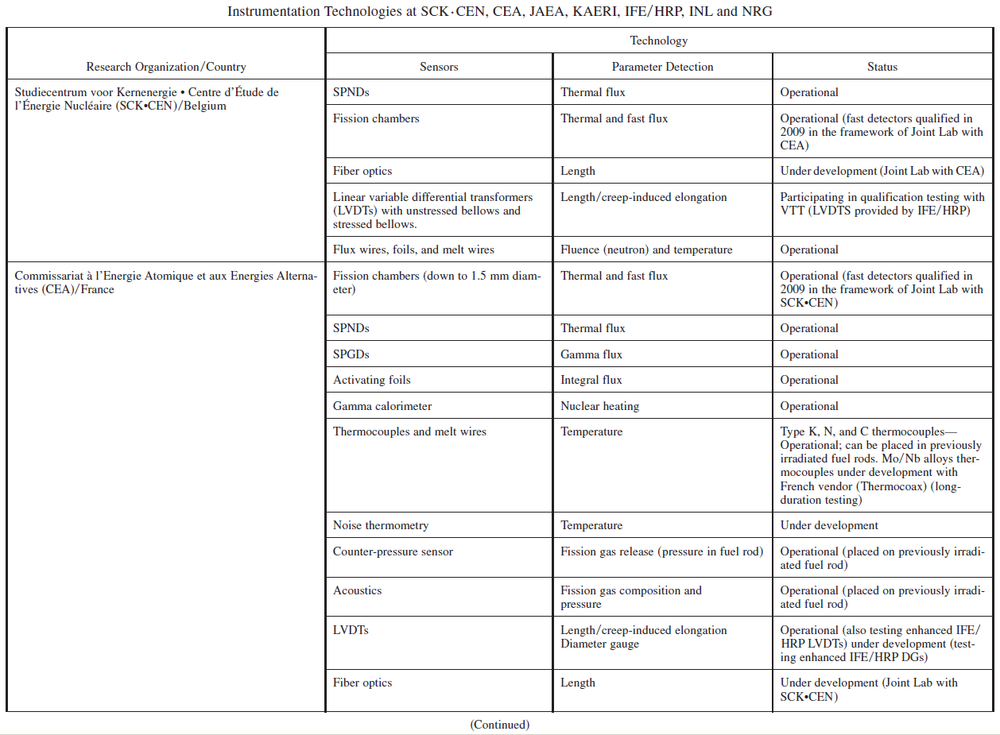 Instrumentation Technologies at SCK·CEN, CEA, JAEA, KAERI, IFE/HRP, INL and NRG
Technology
Research Organization/Country
Sensors
Parameter Detection
Status
Studiecentrum voor Kernenergie • Centre d'Étude de
l'Énergie Nucléaire (SCK•CEN)/Belgium
SPNDs
Thermal flux
Operational
Fission chambers
Thermal and fast flux
Operational (fast detectors qualified in
2009 in the framework of Joint Lab with
CEA)
Fiber optics
Length
Under development (Joint Lab with CEA)
Linear variable differential transformers
(LVDTs) with unstressed bellows and
stressed bellows.
Length/creep-induced elongation
Participating in qualification testing with
VTT (LVDTS provided by IFE/HRP)
Flux wires, foils, and melt wires
Fluence (neutron) and temperature
Operational
Commissariat à l'Energie Atomique et aux Energies Alterna-
tives (CEA)/France
Fission chambers (down to 1.5 mm diam-
eter)
Thermal and fast flux
Operational (fast detectors qualified in
2009 in the framework of Joint Lab with
SCK•CEN)
SPNDs
Thermal flux
Operational
SPGDs
Gamma flux
Operational
Activating foils
Integral flux
Operational
Gamma calorimeter
Nuclear heating
Operational
Thermocouples and melt wires
Temperature
Type K, N, and C thermocouples—
Operational; can be placed in previously
irradiated fuel rods. Mo/Nb alloys ther-
mocouples under development with
French vendor (Thermocoax) (long-
duration testing)
Noise thermometry
Temperature
Under development
Counter-pressure sensor
Fission gas release (pressure in fuel rod)
Operational (placed on previously irradi-
ated fuel rod)
Acoustics
Fission gas composition and
pressure
Operational (placed on previously irradi-
ated fuel rod)
LVDTs
Length/creep-induced elongation
Diameter gauge
Operational (also testing enhanced IFE/
HRP LVDTs) under development (test-
ing enhanced IFE/HRP DGs)
Fiber optics
Length
Under development (Joint Lab with
SCK•CEN)
(Continued)